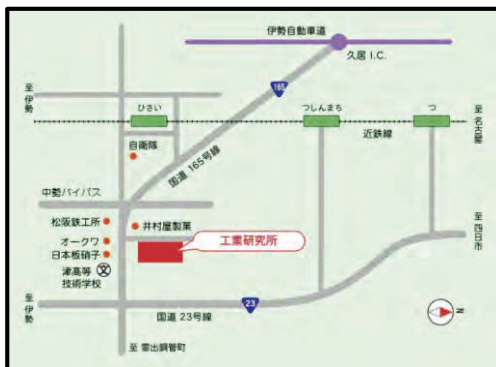 伊勢自動車道
久居 I.C.
至 伊勢
165
ひさい
つしんまち
つ
至 名古屋
近鉄線
自衛隊
国道 165号線
中勢バイパス
松阪鉄工所
井村屋製菓
オークワ
工業研究所
日本板硝子
津高等
技術学校
文
至 四日市
至 伊勢
23
国道 23号線
N
至 雲出鋼管町